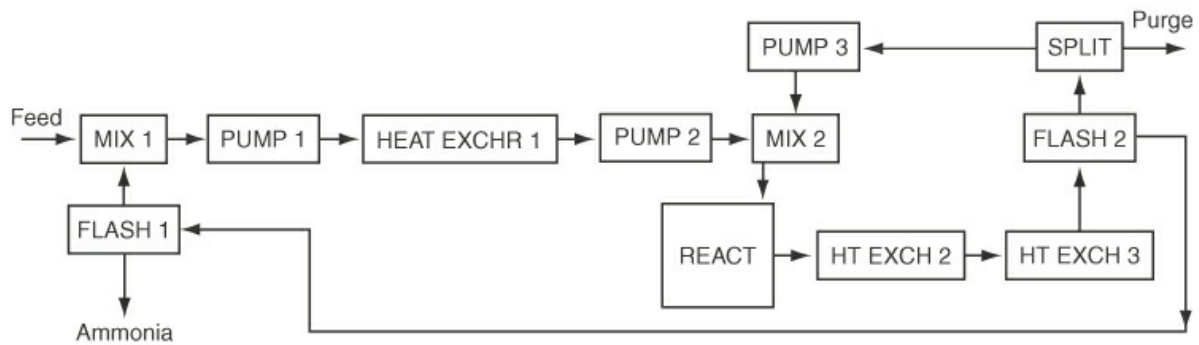 Purge
PUMP 3
SPLIT
Feed
MIX 1
PUMP 1
HEAT EXCHR 1
PUMP 2
MIX 2
FLASH 2
FLASH 1
REACT
HT EXCH 2
HT EXCH 3
Ammonia